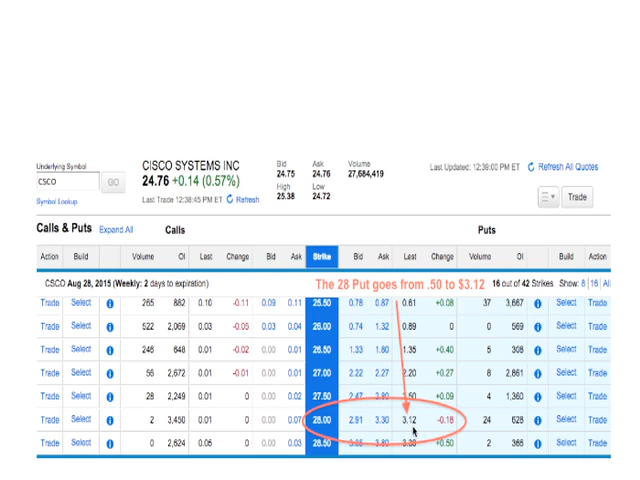 Underlying Symbol
CSCO GO
Symbol Lookup
CISCO SYSTEMS INC
24.76 +0.14 (0.57%)
Last Trade 12:38:45 PM ET Refresh
Bid Ask Volume
24.75 24.76 27,684,419
High Low
25.38 24.72
Last Updated: 12:39:00 PM ET Refresh All Quotes
Trade
Calls & Puts Expand All Calls Puts
Action Build Volume OI Last Change Bid Ask Strike Bid Ask Last Change Volume OI Build Action
CSCO Aug 28, 2015 (Weekly: 2 days to expiration) The 28 Put goes from .50 to $3.12 16 out of 42 Strikes Show: 8 | 16 | All
Trade Select 265 882 0.10 -0.11 0.09 0.11 25.50 0.78 0.87 0.61 +0.08 37 3,667 Select Trade
Trade Select 522 2,069 0.03 -0.05 0.03 0.04 26.00 0.74 1.32 0.89 0 0 569 Select Trade
Trade Select 246 648 0.01 -0.02 0.00 0.01 26.50 1.33 1.60 1.35 +0.40 5 308 Select Trade
Trade Select 56 2,672 0.01 -0.01 0.00 0.01 27.00 2.22 2.27 2.20 +0.27 8 2,861 Select Trade
Trade Select 28 2,249 0.01 0 0.00 0.02 27.50 2.47 3.80 +0.09 4 1,360 Select Trade
Trade Select 2 3,450 0.01 0 0.00 0.07 28.00 2.91 3.30 3.12 -0.18 24 628 Select Trade
Trade Select 0 2,624 0.06 0 0.00 0.03 28.50 3.80 +0.50 2 366 Select Trade